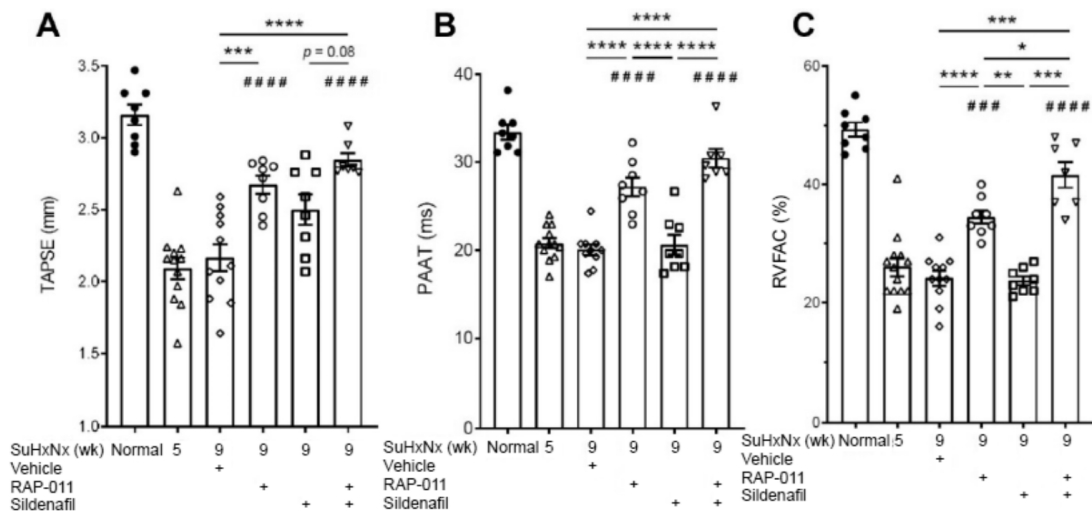 A
****
***
p = 0.08
####
####
3.5
3.0
2.5
2.0
1.5
1.0
TAPSE (mm)
SuHxNx (wk) Normal 5 9 9 9 9
Vehicle +
RAP-011 + +
Sildenafil + +
B
****
**** **** ****
####
####
40
30
20
10
0
PAAT (ms)
SuHxNx (wk) Normal 5 9 9 9 9
Vehicle +
RAP-011 + +
Sildenafil + +
C
***
*
**** ** ***
###
####
60
40
20
0
RVFAC (%)
SuHxNx (wk) Normal 5 9 9 9 9
Vehicle +
RAP-011 + +
Sildenafil + +